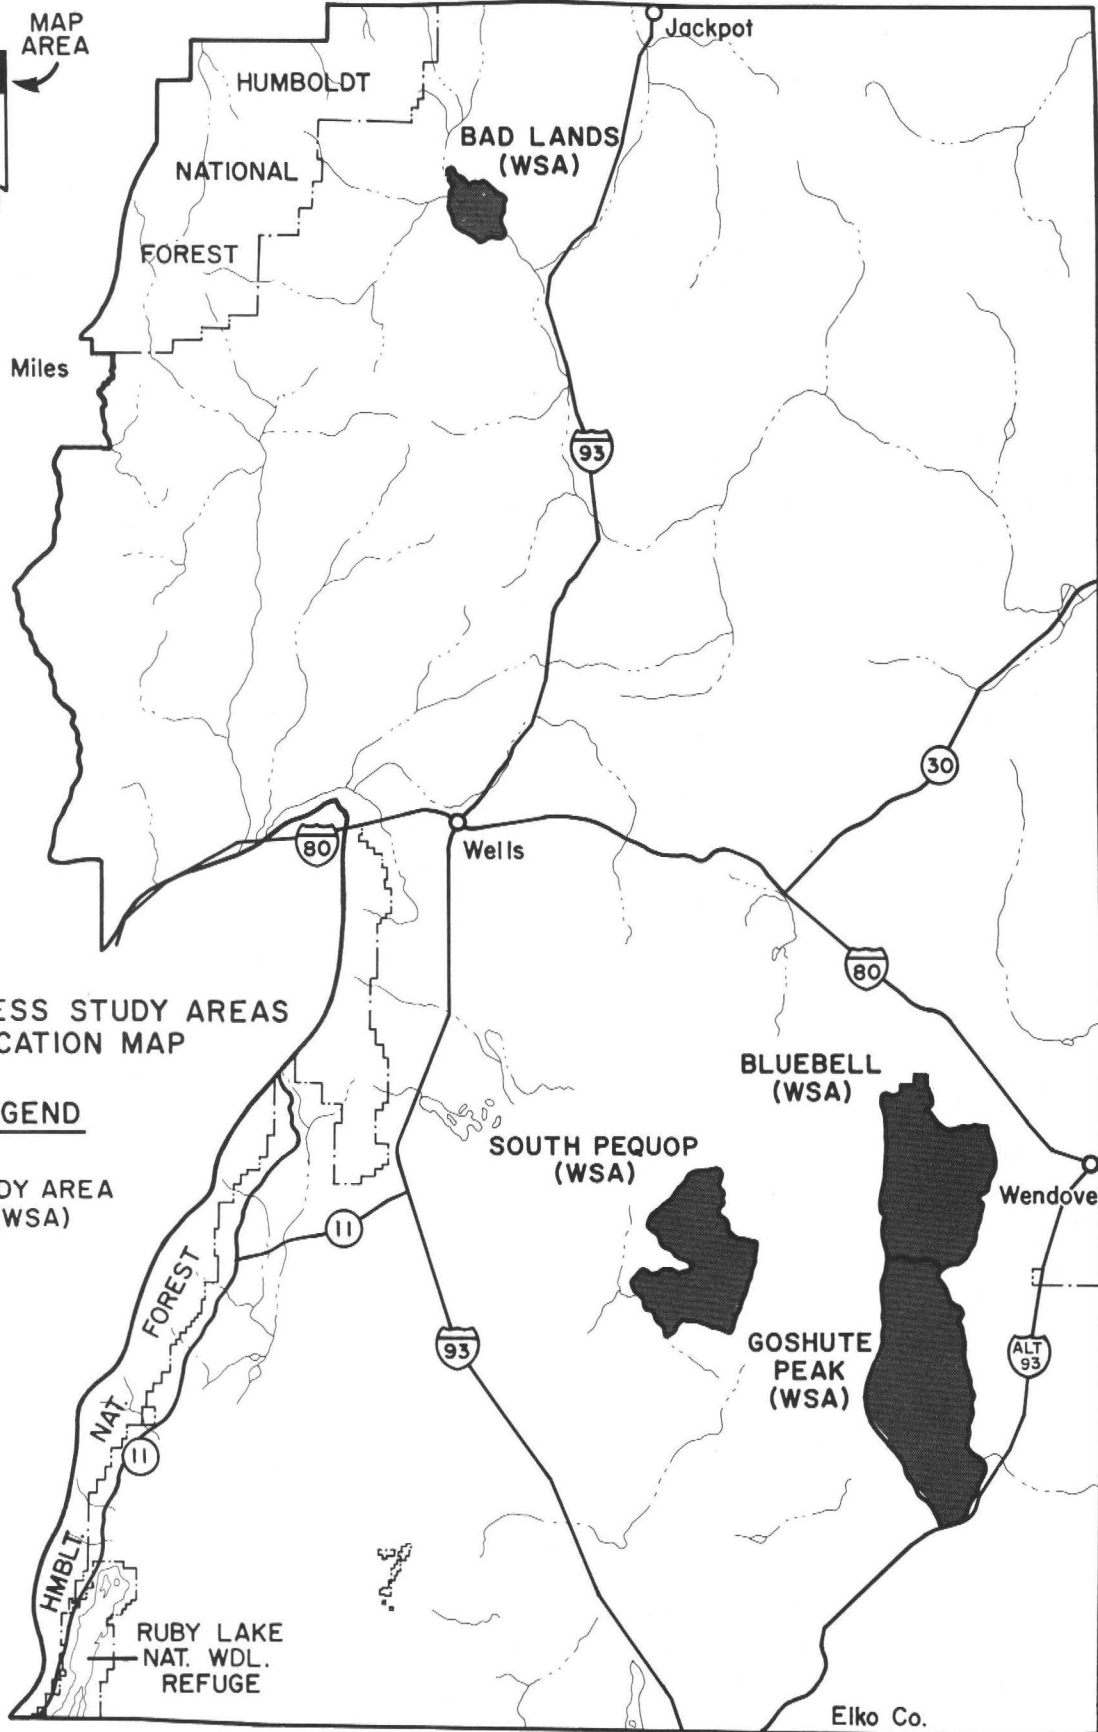 MAP
AREA
Jackpot
HUMBOLDT
BAD LANDS
(WSA)
NATIONAL
FOREST
Miles
93
30
80
Wells
80
ESS STUDY AREAS
CATION MAP
BLUEBELL
(WSA)
GEND
SOUTH PEQUOP
(WSA)
DY AREA
WSA)
Wendove
11
FOREST
93
GOSHUTE
PEAK
(WSA)
ALT
93
NAT.
11
HMBLT.
RUBY LAKE
NAT. WDL.
REFUGE
Elko Co.